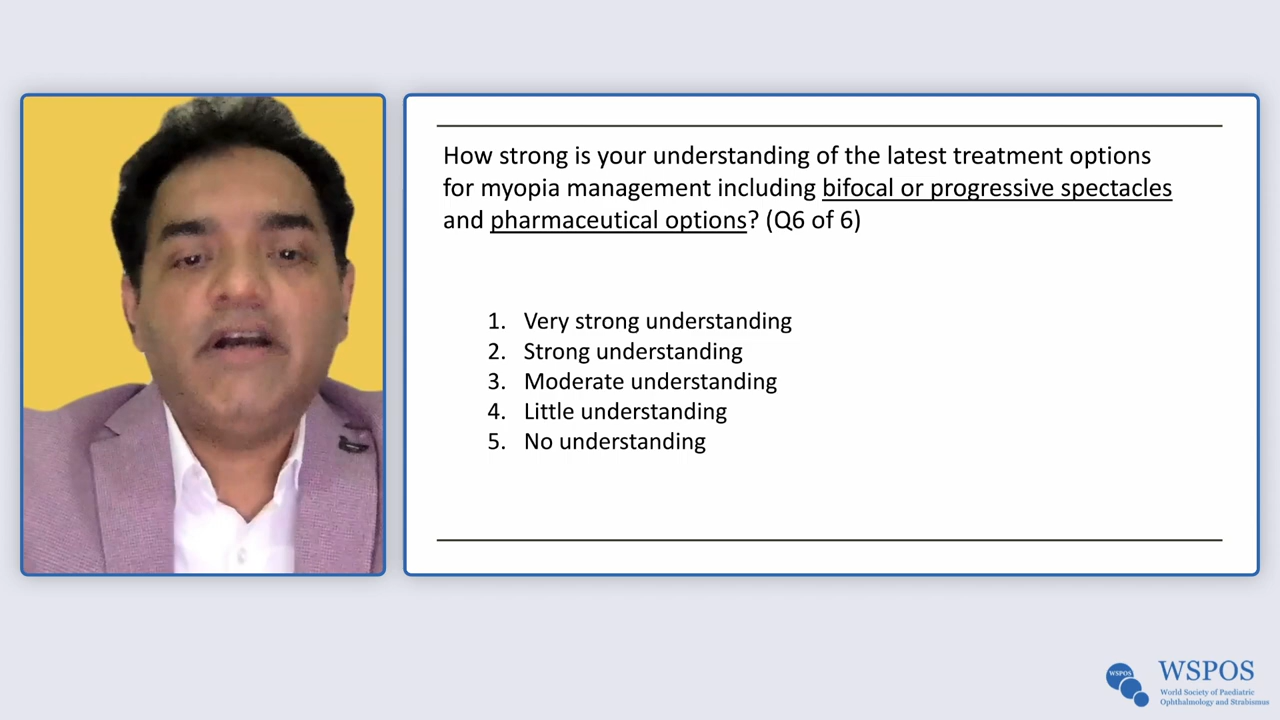 How strong is your understanding of the latest treatment options
for myopia management including bifocal or progressive spectacles
and pharmaceutical options? (Q6 of 6)
1. Very strong understanding
2. Strong understanding
3. Moderate understanding
4. Little understanding
5. No understanding
WSPOS
WSPOS
World Society of Paediatric
Ophthalmology and Strabismus